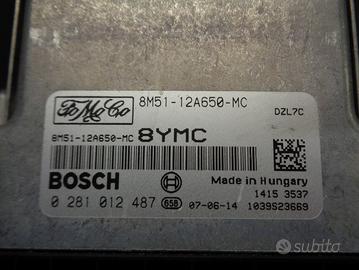 FoMoCo
8M51-12A650-MC
DZL7C
8M51-12A650-MC 8YMC
BOSCH
Made in Hungary
1415 3537
0 281 012 487 658 07-06-14 1039S23669
subito